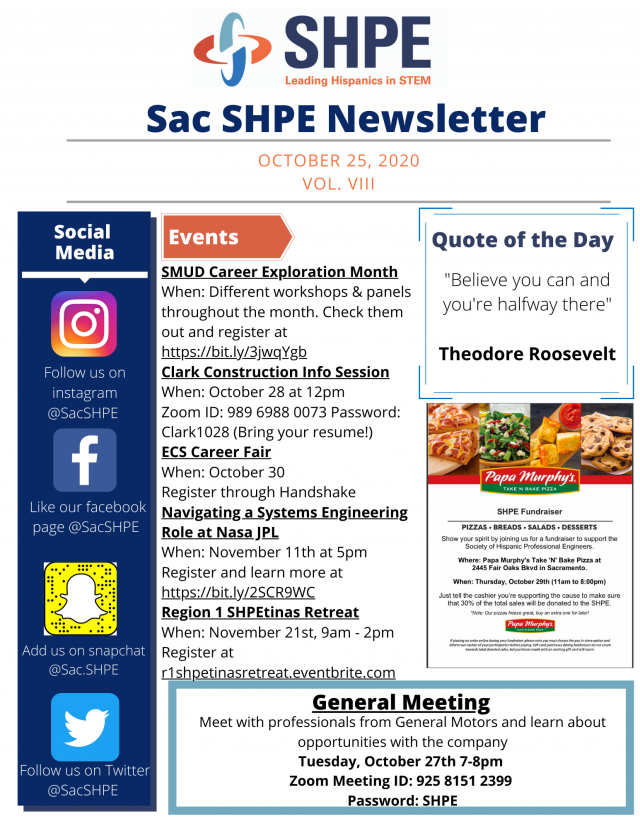 SHPE
Leading Hispanics in STEM
Sac SHPE Newsletter
OCTOBER 25, 2020
VOL. VIII
Social
Media
Follow us on
instagram
@SacSHPE
Like our facebook
page @SacSHPE
Add us on snapchat
@Sac.SHPE
Follow us on Twitter
@SacSHPE
Events
SMUD Career Exploration Month
When: Different workshops & panels
throughout the month. Check them
out and register at
https://bit.ly/3jwqYgb
Clark Construction Info Session
When: October 28 at 12pm
Zoom ID: 989 6988 0073 Password:
Clark1028 (Bring your resume!)
ECS Career Fair
When: October 30
Register through Handshake
Navigating a Systems Engineering
Role at Nasa JPL
When: November 11th at 5pm
Register and learn more at
https://bit.ly/2SCR9WC
Region 1 SHPEtinas Retreat
When: November 21st, 9am - 2pm
Register at
r1shpetinasretreat.eventbrite.com
Quote of the Day
"Believe you can and
you're halfway there"
Theodore Roosevelt
Papa Murphy's
TAKE 'N' BAKE PIZZA
SHPE Fundraiser
PIZZAS • BREADS • SALADS • DESSERTS
Show your spirit by joining us for a fundraiser to support the
Society of Hispanic Professional Engineers.
Where: Papa Murphy's Take 'N' Bake Pizza at
2445 Fair Oaks Bkvd in Sacramento.
When: Thursday, October 29th (11am to 8:00pm)
Just tell the cashier you're supporting the cause to make sure
that 30% of the total sales will be donated to the SHPE.
*Note: Our pizzas freeze great, buy an extra one for later!
Papa Murphy's
General Meeting
Meet with professionals from General Motors and learn about
opportunities with the company
Tuesday, October 27th 7-8pm
Zoom Meeting ID: 925 8151 2399
Password: SHPE